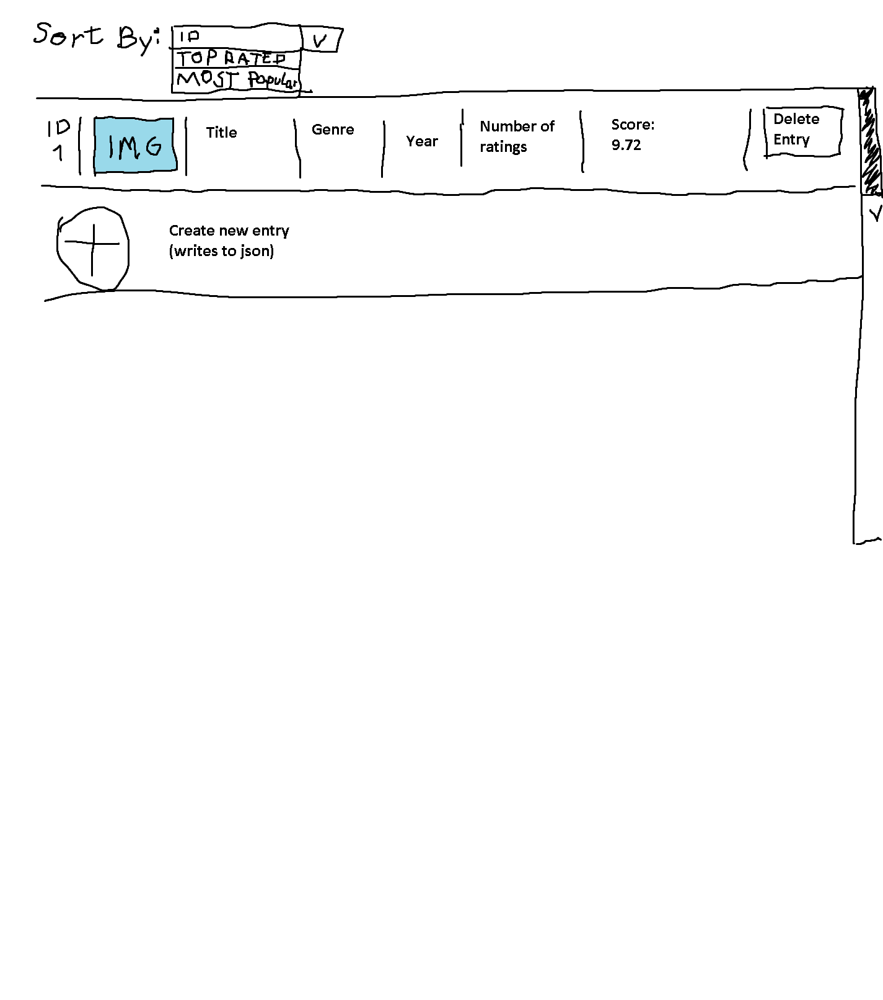 Sort By:
ID
V
TOP RATED
MOST Popular
ID
1
IMG
Title
Genre
Year
Number of
ratings
Score:
9.72
Delete
Entry
Create new entry
(writes to json)